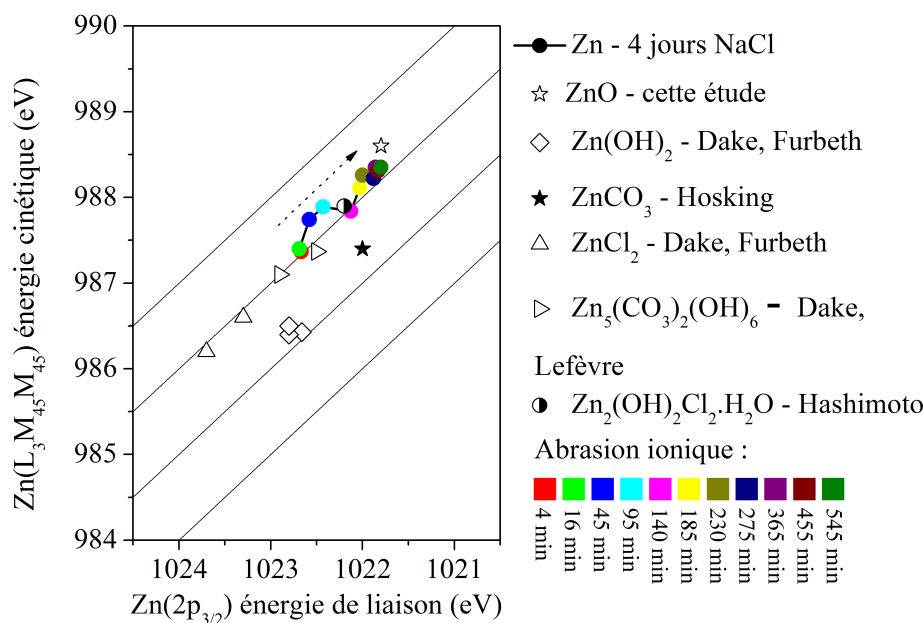 990
989
988
987
986
985
984
Zn(L₃M₄₅M₄₅) énergie cinétique (eV)
1024
1023
1022
1021
Zn(2p₃/₂) énergie de liaison (eV)
Zn - 4 jours NaCl
ZnO - cette étude
Zn(OH)₂ - Dake, Furbeth
ZnCO₃ - Hosking
ZnCl₂ - Dake, Furbeth
Zn₅(CO₃)₂(OH)₆ - Dake,
Lefèvre
Zn₂(OH)₂Cl₂.H₂O - Hashimoto
Abrasion ionique :
4 min
16 min
45 min
95 min
140 min
185 min
230 min
275 min
365 min
455 min
545 min